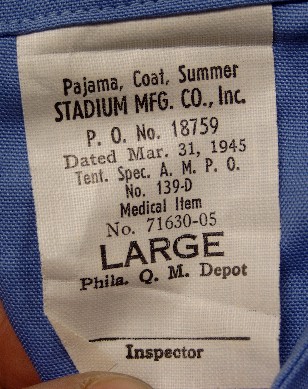 Pajama, Coat, Summer
STADIUM MFG. CO., Inc.
P. O. No. 18759
Dated Mar. 31, 1945
Tent. Spec. A. M. P. O.
No. 139-D
Medical Item
No. 71630-05
LARGE
Phila. Q. M. Depot
Inspector